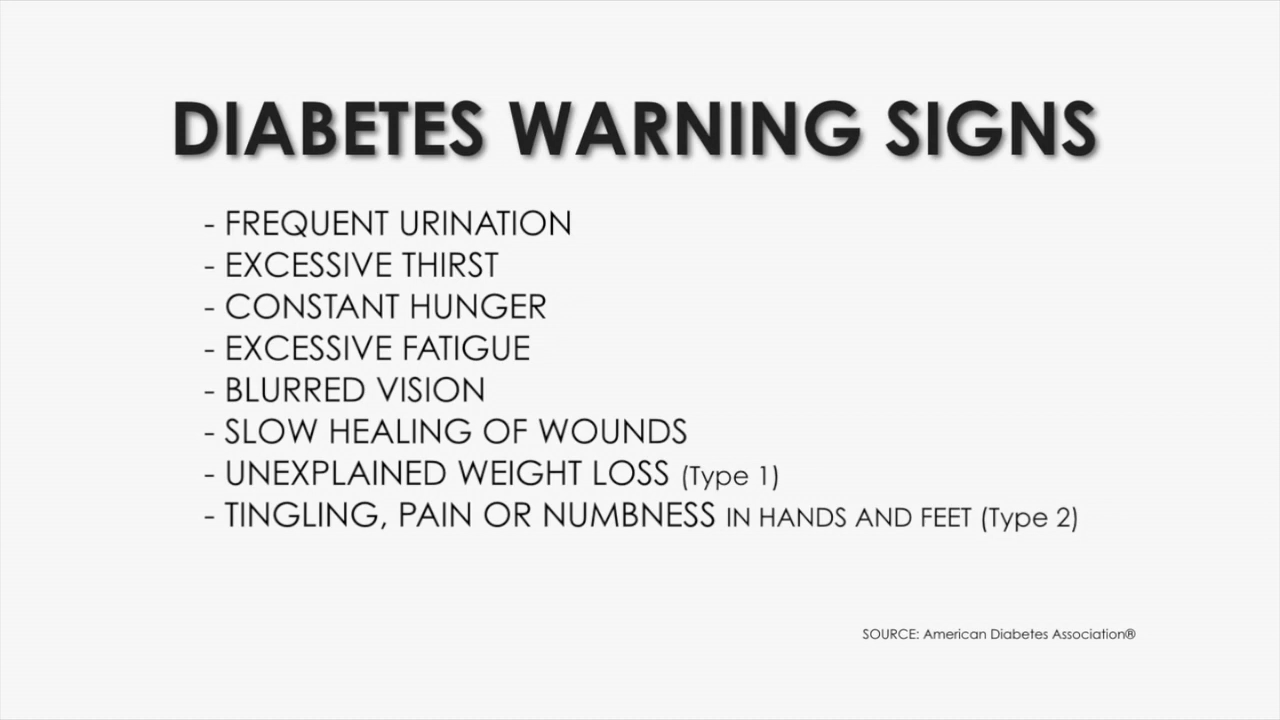 DIABETES WARNING SIGNS
- FREQUENT URINATION
- EXCESSIVE THIRST
- CONSTANT HUNGER
- EXCESSIVE FATIGUE
- BLURRED VISION
- SLOW HEALING OF WOUNDS
- UNEXPLAINED WEIGHT LOSS (Type 1)
- TINGLING, PAIN OR NUMBNESS IN HANDS AND FEET (Type 2)
SOURCE: American Diabetes Association®